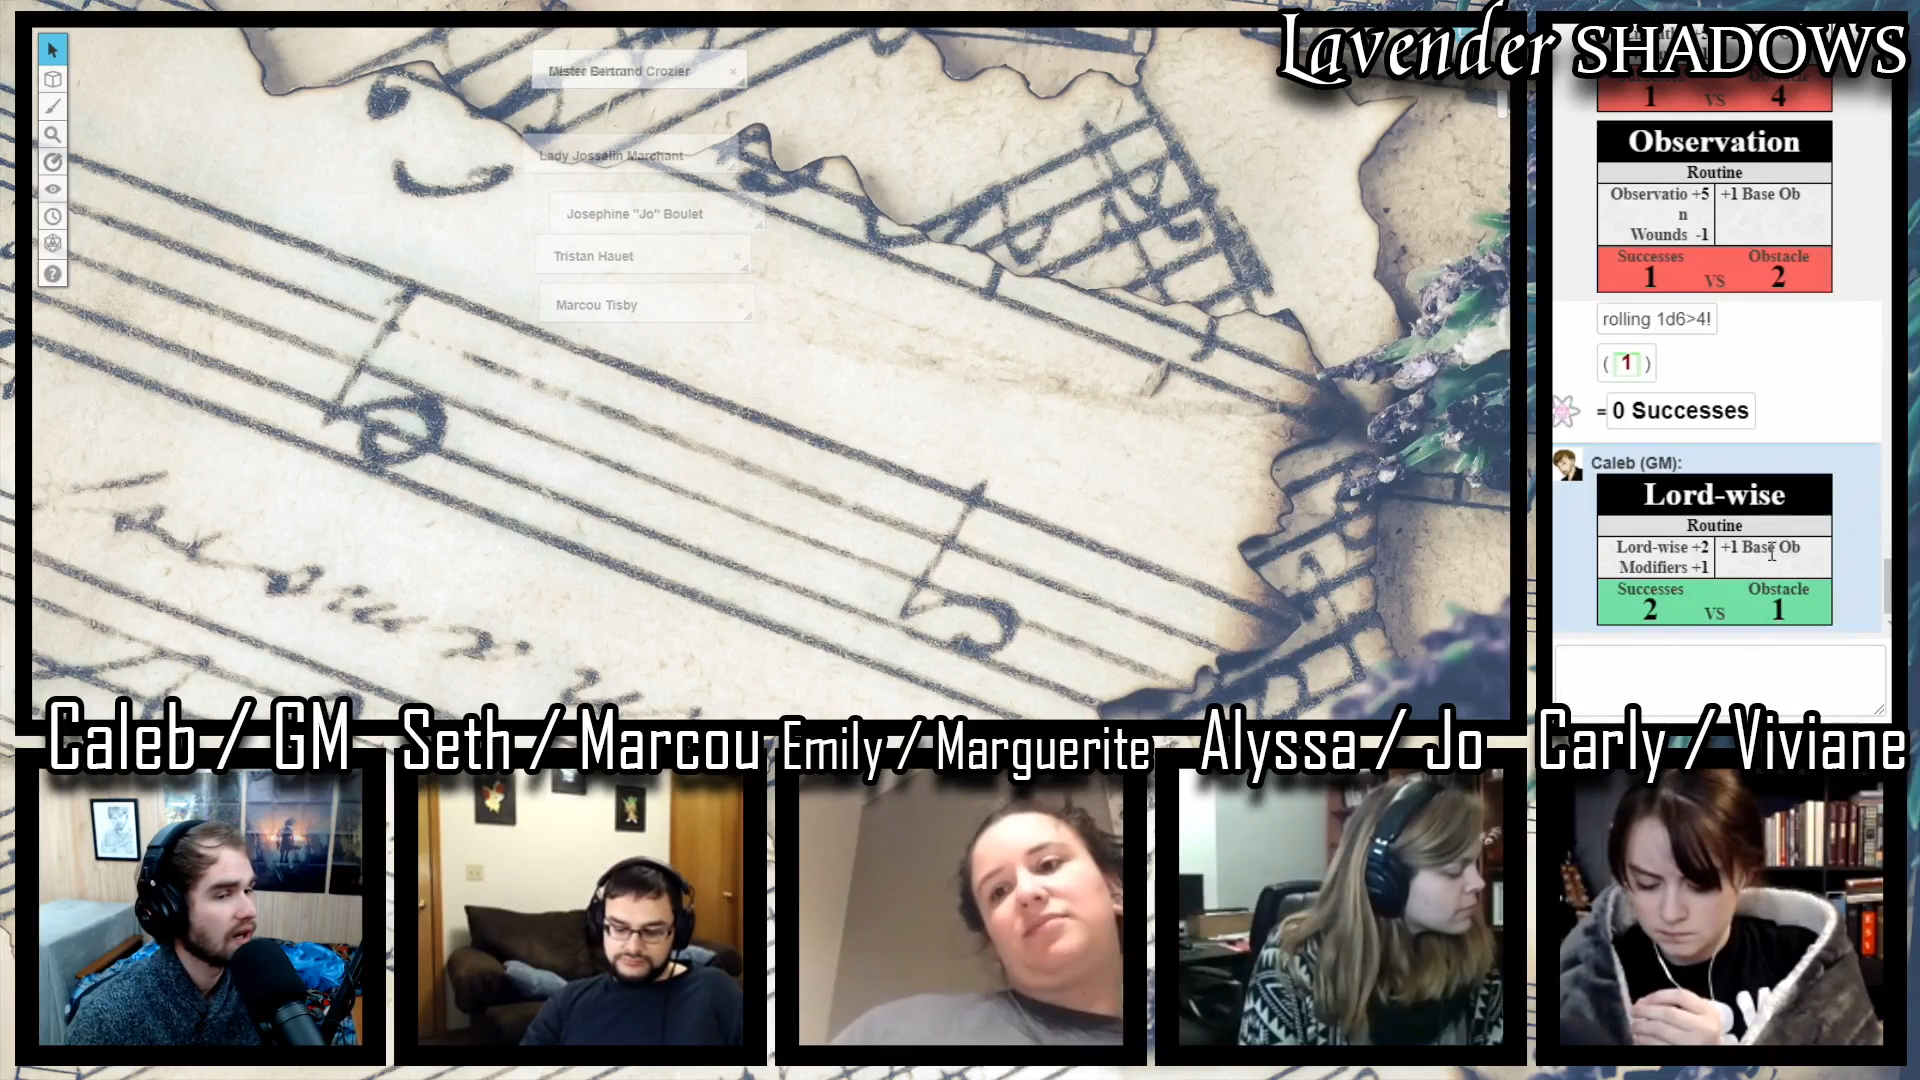 Lavender SHADOWS
Lady Josselin Marchant
Josephine "Jo" Boulet
Tristan Hauet
Marcou Tisby
1 VS 4
Observation
Routine
Observatio +5 +1 Base Ob
n
Wounds -1
Successes Obstacle
1 VS 2
rolling 1d6>4!
( 1 )
= 0 Successes
Caleb (GM):
Lord-wise
Routine
Lord-wise +2 +1 Base Ob
Modifiers +1
Successes Obstacle
2 VS 1
Caleb / GM
Seth / Marcou
Emily / Marguerite
Alyssa / Jo
Carly / Viviane